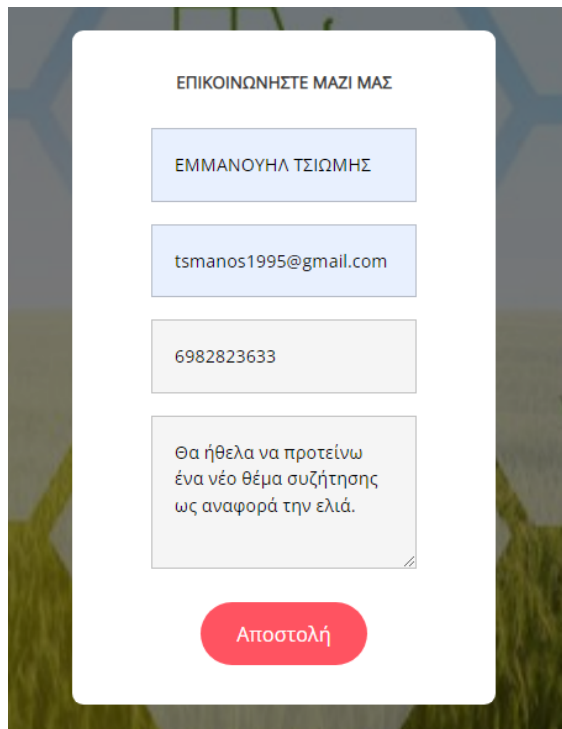 ΕΠΙΚΟΙΝΩΝΗΣΤΕ ΜΑΖΙ ΜΑΣ
ΕΜΜΑΝΟΥΗΛ ΤΣΙΩΜΗΣ
tsmanos1995@gmail.com
6982823633
Θα ήθελα να προτείνω
ένα νέο θέμα συζήτησης
ως αναφορά την ελιά.
Αποστολή